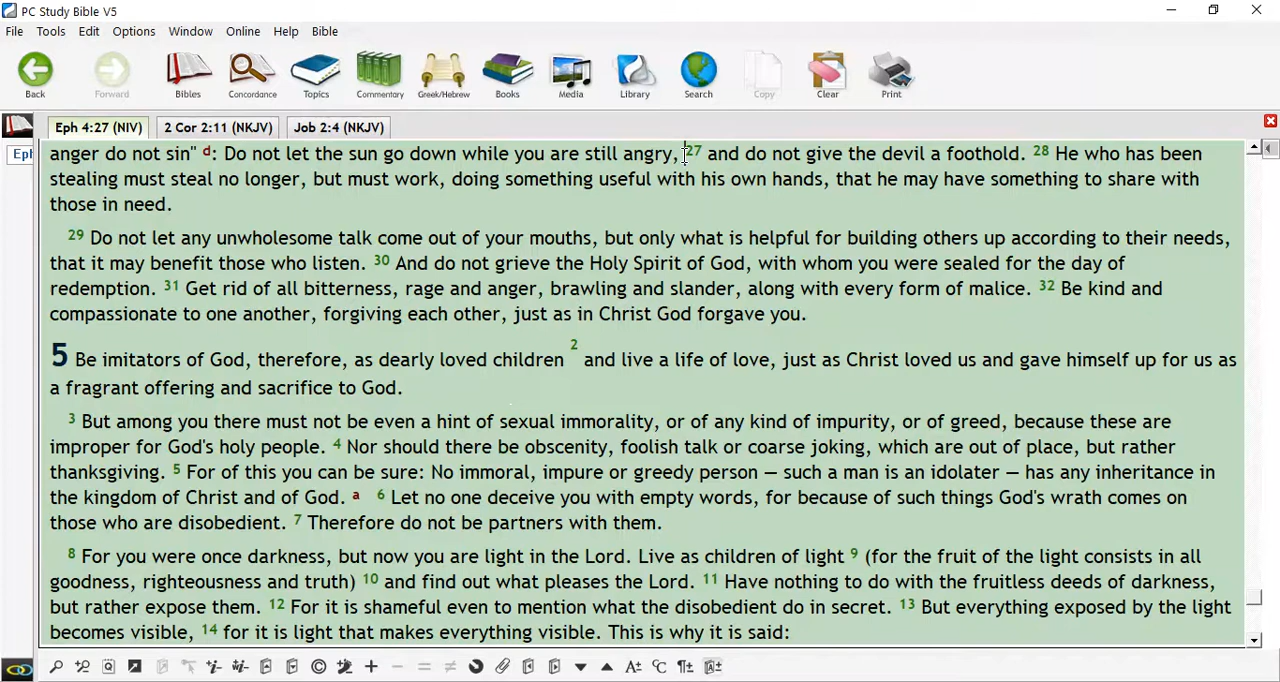 PC Study Bible V5
File Tools Edit Options Window Online Help Bible
Back Forward Bibles Concordance Topics Commentary Greek/Hebrew Books Media Library Search Copy Clear Print
Eph 4:27 (NIV) 2 Cor 2:11 (NKJV) Job 2:4 (NKJV)
Eph
anger do not sin" d: Do not let the sun go down while you are still angry, 27 and do not give the devil a foothold. 28 He who has been
stealing must steal no longer, but must work, doing something useful with his own hands, that he may have something to share with
those in need.
29 Do not let any unwholesome talk come out of your mouths, but only what is helpful for building others up according to their needs,
that it may benefit those who listen. 30 And do not grieve the Holy Spirit of God, with whom you were sealed for the day of
redemption. 31 Get rid of all bitterness, rage and anger, brawling and slander, along with every form of malice. 32 Be kind and
compassionate to one another, forgiving each other, just as in Christ God forgave you.
5 Be imitators of God, therefore, as dearly loved children 2 and live a life of love, just as Christ loved us and gave himself up for us as
a fragrant offering and sacrifice to God.
3 But among you there must not be even a hint of sexual immorality, or of any kind of impurity, or of greed, because these are
improper for God's holy people. 4 Nor should there be obscenity, foolish talk or coarse joking, which are out of place, but rather
thanksgiving. 5 For of this you can be sure: No immoral, impure or greedy person — such a man is an idolater — has any inheritance in
the kingdom of Christ and of God. a 6 Let no one deceive you with empty words, for because of such things God's wrath comes on
those who are disobedient. 7 Therefore do not be partners with them.
8 For you were once darkness, but now you are light in the Lord. Live as children of light 9 (for the fruit of the light consists in all
goodness, righteousness and truth) 10 and find out what pleases the Lord. 11 Have nothing to do with the fruitless deeds of darkness,
but rather expose them. 12 For it is shameful even to mention what the disobedient do in secret. 13 But everything exposed by the light
becomes visible, 14 for it is light that makes everything visible. This is why it is said: